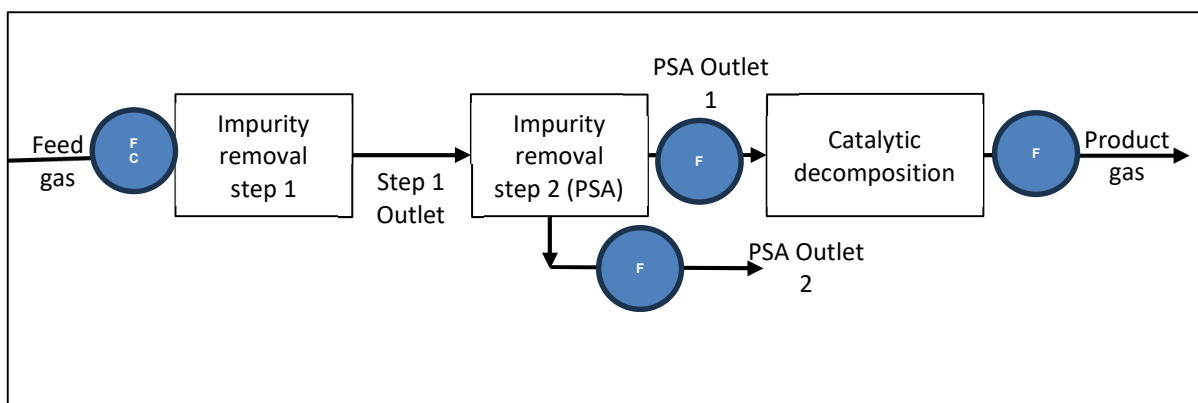 Feed
gas
F
C
Impurity
removal
step 1
Step 1
Outlet
Impurity
removal
step 2 (PSA)
PSA Outlet
1
F
F
PSA Outlet
2
Catalytic
decomposition
F
Product
gas